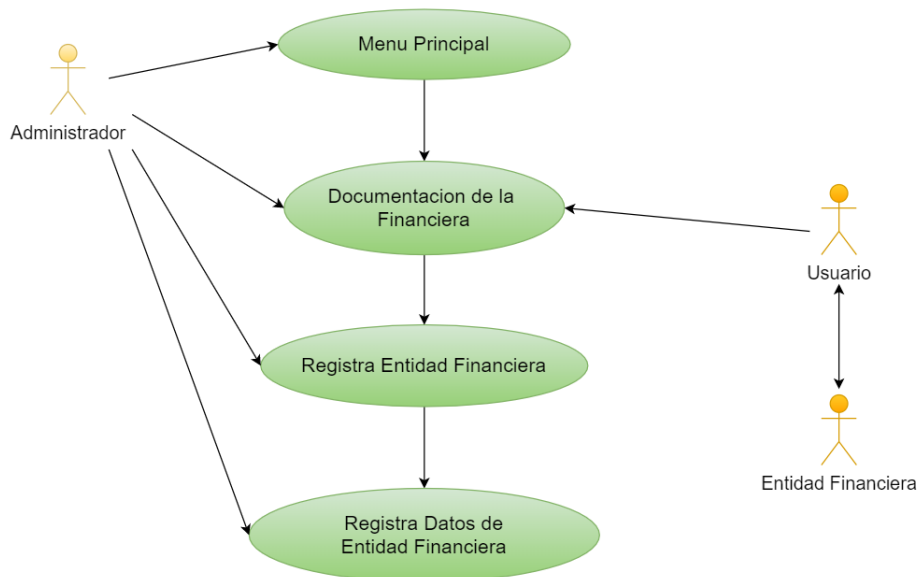 Menu Principal
Administrador
Documentacion de la
Financiera
Usuario
Registra Entidad Financiera
Entidad Financiera
Registra Datos de
Entidad Financiera